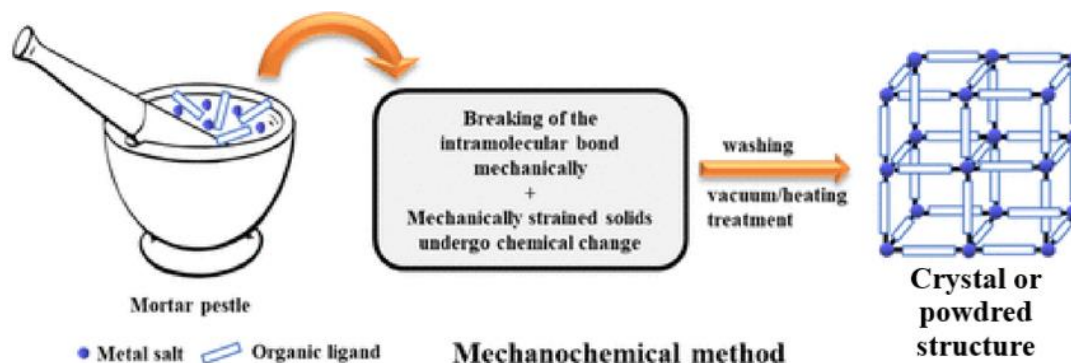 Breaking of the
intramolecular bond
mechanically
+
Mechanically strained solids
undergo chemical change
washing
vacuum/heating
treatment
Mortar pestle
Metal salt
Organic ligand
Mechanochemical method
Crystal or
powdred
structure